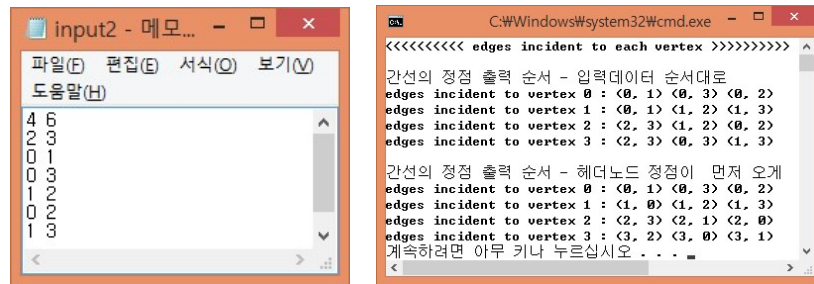 input2 - 메모...
파일(F) 편집(E) 서식(O) 보기(V)
도움말(H)
4 6
2 3
0 1
0 3
1 2
0 2
1 3
C:\Windows\system32\cmd.exe
<<<<<<<<<< edges incident to each vertex >>>>>>>>>>
간선의 정점 출력 순서 - 입력데이터 순서대로
edges incident to vertex 0 : (0, 1) (0, 3) (0, 2)
edges incident to vertex 1 : (0, 1) (1, 2) (1, 3)
edges incident to vertex 2 : (2, 3) (1, 2) (0, 2)
edges incident to vertex 3 : (2, 3) (0, 3) (1, 3)
간선의 정점 출력 순서 - 헤더노드 정점이 먼저 오게
edges incident to vertex 0 : (0, 1) (0, 3) (0, 2)
edges incident to vertex 1 : (1, 0) (1, 2) (1, 3)
edges incident to vertex 2 : (2, 3) (2, 1) (2, 0)
edges incident to vertex 3 : (3, 2) (3, 0) (3, 1)
계속하려면 아무 키나 누르십시오 . . .